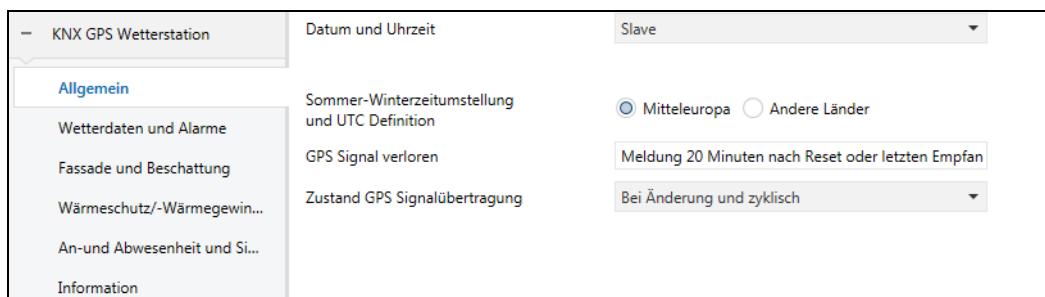 KNX GPS Wetterstation
Allgemein
Wetterdaten und Alarme
Fassade und Beschattung
Wärmeschutz/-Wärmegewin...
An-und Abwesenheit und Si...
Information
Datum und Uhrzeit
Slave
Sommer-Winterzeitumstellung
und UTC Definition
Mitteleuropa Andere Länder
GPS Signal verloren
Meldung 20 Minuten nach Reset oder letzten Empfan
Zustand GPS Signalübertragung
Bei Änderung und zyklisch